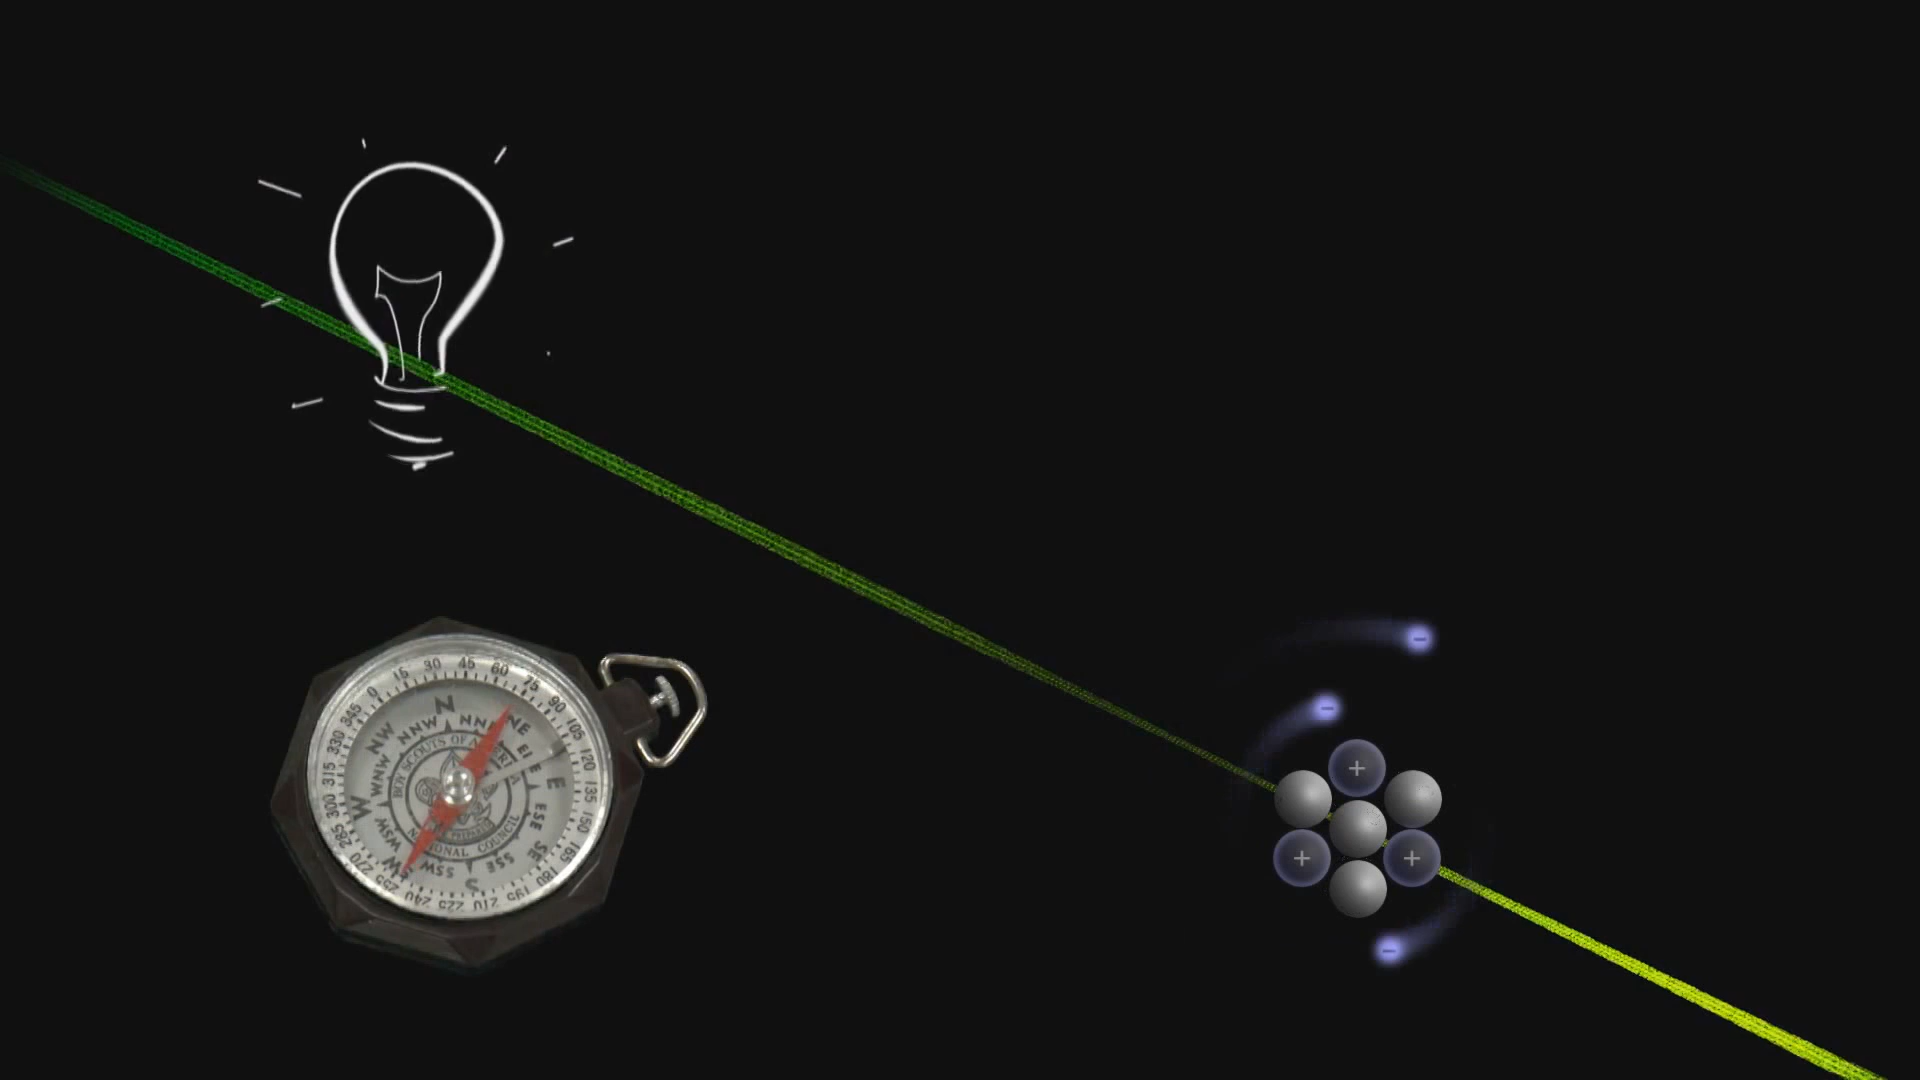 0 15 30 45 60 75 90 105 120 135 150 165 180 195 210 225 240 255 270 285 300 315 330 345
N
NE
E
ESE
SE
SSE
S
SSW
WSW
W
WNW
NW
NNW
BOY SCOUTS OF
NATIONAL COUNCIL
+
+ +
- - -